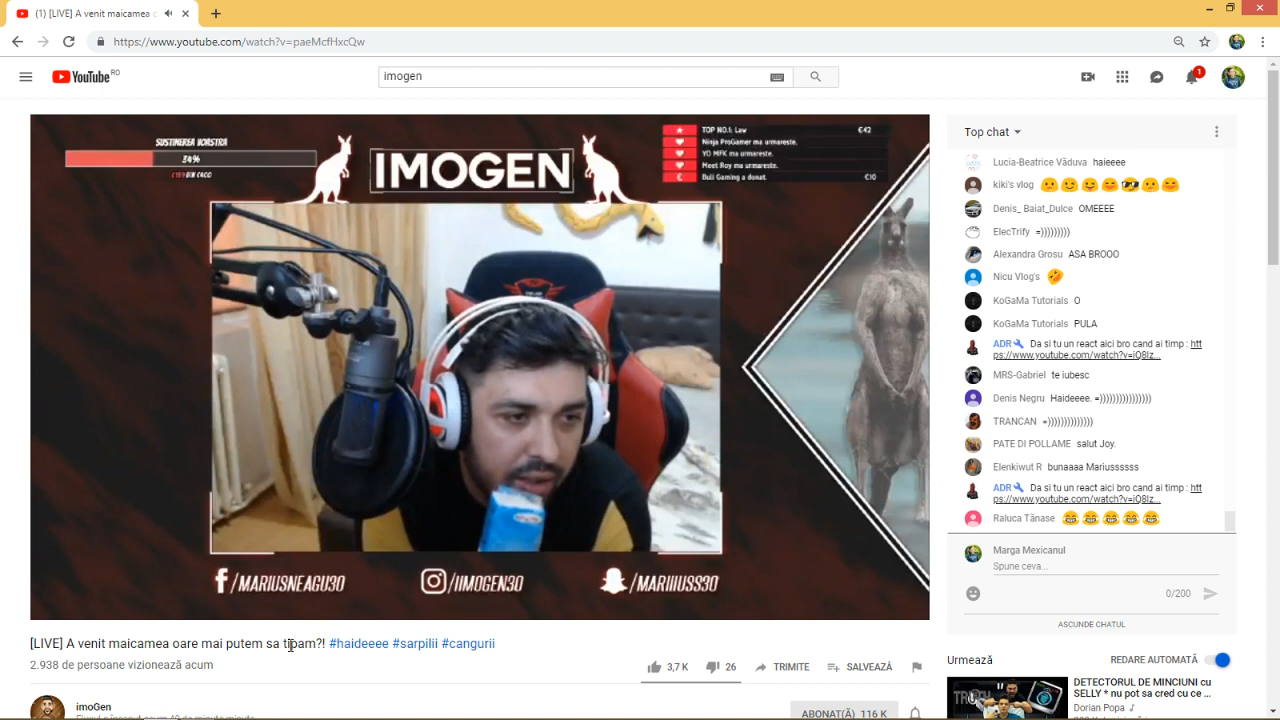 (1) [LIVE] A venit maicamea
https://www.youtube.com/watch?v=paeMcfHxcQw
YouTube RO
imogen
1
SUSTINEREA VOASTRA
34%
IMOGEN
TOP NO.1: Law €42
Ninja ProGamer ma urmareste.
YO MFK ma urmareste.
Meet Roy ma urmareste.
Buli Gaming a donat. €10
/MARIUSNEAGU30
/IIMOGEN30
/MARIIIUSS30
[LIVE] A venit maicamea oare mai putem sa tipam?! #haideeee #sarpilii #cangurii
2.938 de persoane vizionează acum
3,7 K
26
TRIMITE
SALVEAZĂ
imoGen
ABONAT(Ă) 116 K
Top chat
Lucia-Beatrice Văduva haieeee
kiki's vlog
Denis_ Baiat_Dulce OMEEEE
ElecTrify =)))))))))
Alexandra Grosu ASA BROOO
Nicu Vlog's
KoGaMa Tutorials O
KoGaMa Tutorials PULA
ADR Da si tu un react aici bro cand ai timp : htt
ps://www.youtube.com/watch?v=iQ8Iz...
MRS-Gabriel te iubesc
Denis Negru Haideeee. =))))))))))))))))
TRANCAN =))))))))))))))
PATE DI POLLAME salut Joy.
Elenkiwut R bunaaaa Mariussssss
ADR Da si tu un react aici bro cand ai timp : htt
ps://www.youtube.com/watch?v=iQ8Iz...
Raluca Tănase
Marga Mexicanul
Spune ceva...
0/200
ASCUNDE CHATUL
Urmează
REDARE AUTOMATĂ
DETECTORUL DE MINCIUNI cu
SELLY * nu pot sa cred cu ce ...
Dorian Popa